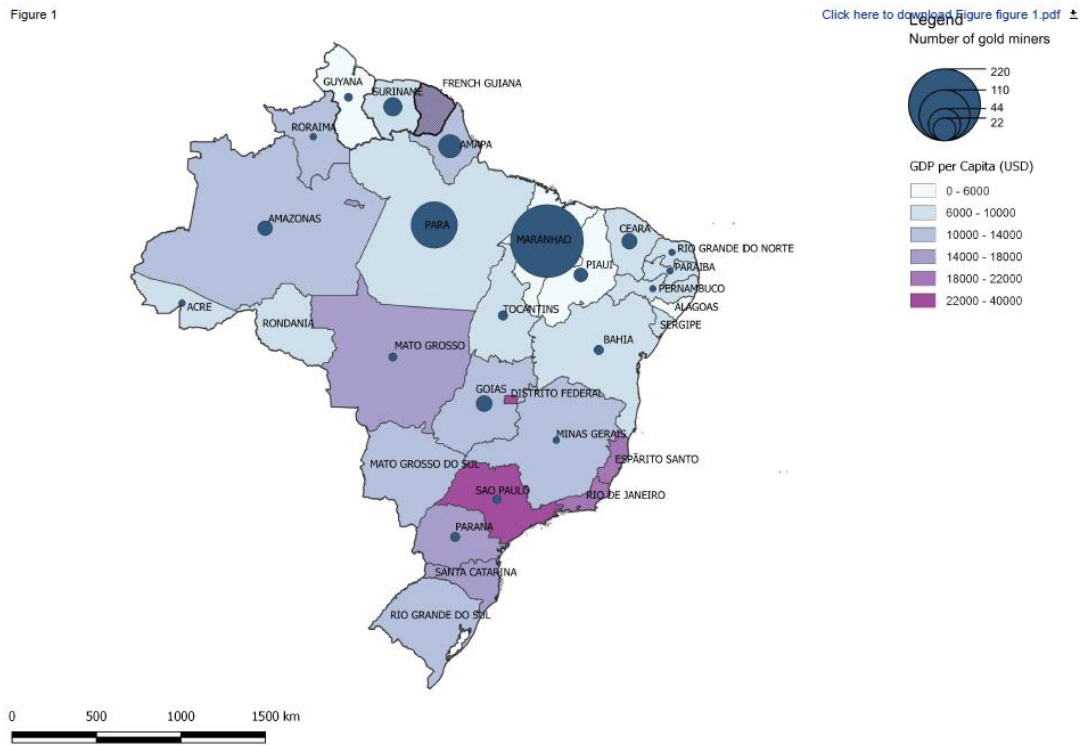 Figure 1
Click here to download Figure figure 1.pdf
Legend
Number of gold miners
220
110
44
22
GDP per Capita (USD)
0 - 6000
6000 - 10000
10000 - 14000
14000 - 18000
18000 - 22000
22000 - 40000
GUYANA
SURINAME
FRENCH GUIANA
RORAIMA
AMAPA
AMAZONAS
PARA
MARANHAO
CEARA
RIO GRANDE DO NORTE
PIAUI
PARAIBA
PERNAMBUCO
ACRE
RONDANIA
TOCANTINS
ALAGOAS
SERGIPE
MATO GROSSO
BAHIA
GOIAS
DISTRITO FEDERAL
MINAS GERAIS
MATO GROSSO DO SUL
ESPÃRITO SANTO
SAO PAULO
RIO DE JANEIRO
PARANA
SANTA CATARINA
RIO GRANDE DO SUL
0 500 1000 1500 km